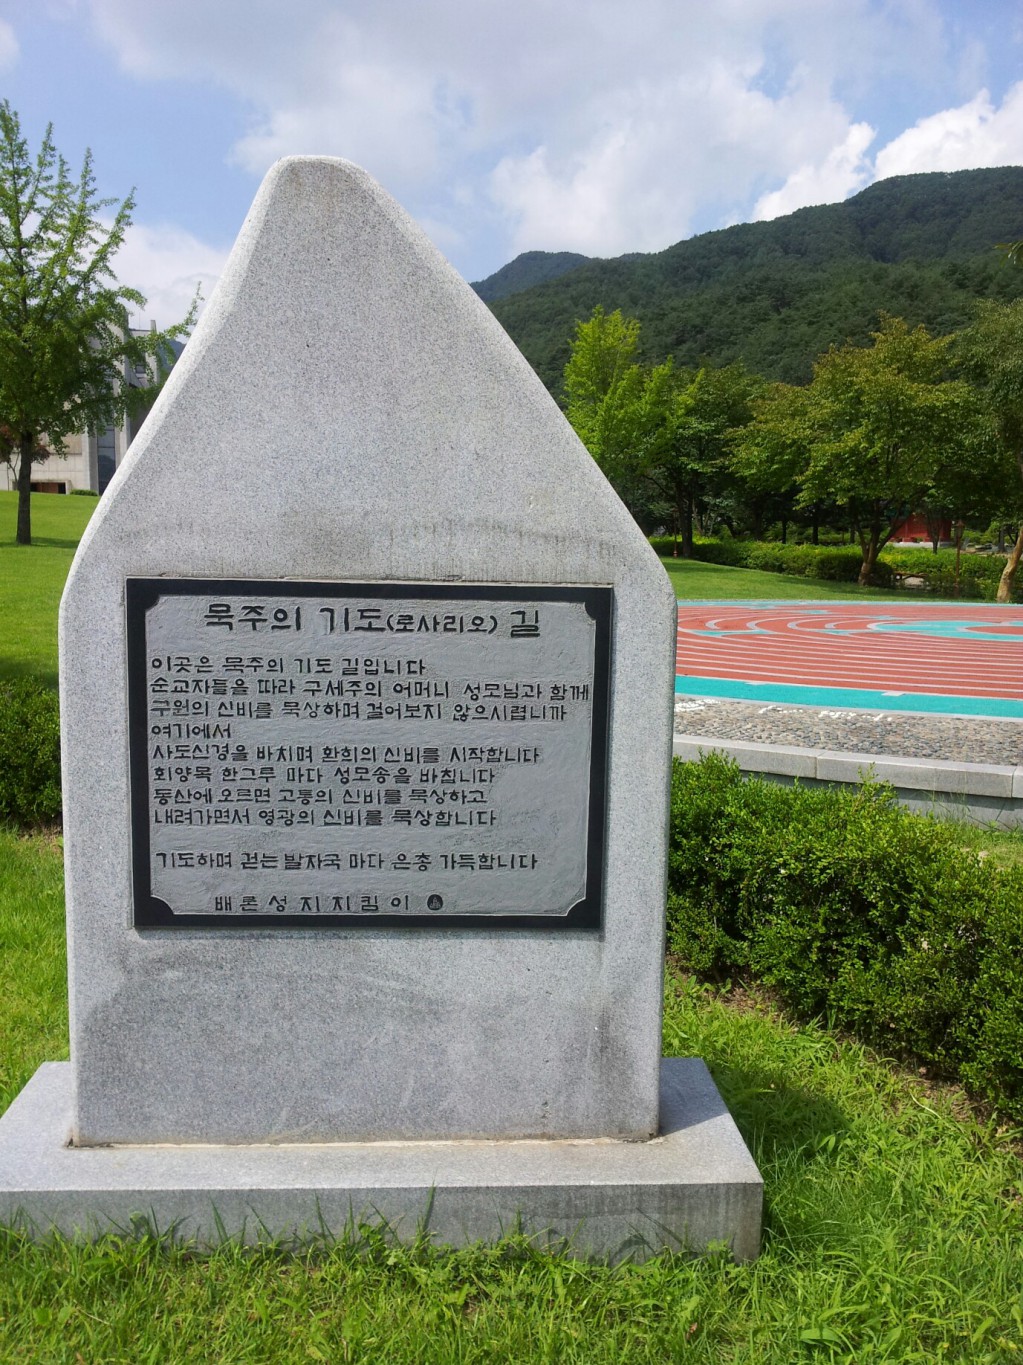 묵주의 기도(로사리오) 길
이곳은 묵주의 기도 길입니다
순교자들을 따라 구세주의 어머니 성모님과 함께
구원의 신비를 묵상하며 걸어보지 않으시렵니까
여기에서
사도신경을 바치며 환희의 신비를 시작합니다
회양목 한그루 마다 성모송을 바칩니다
동산에 오르면 고통의 신비를 묵상하고
내려가면서 영광의 신비를 묵상합니다
기도하며 걷는 발자국 마다 은총 가득합니다
배론성지지킴이